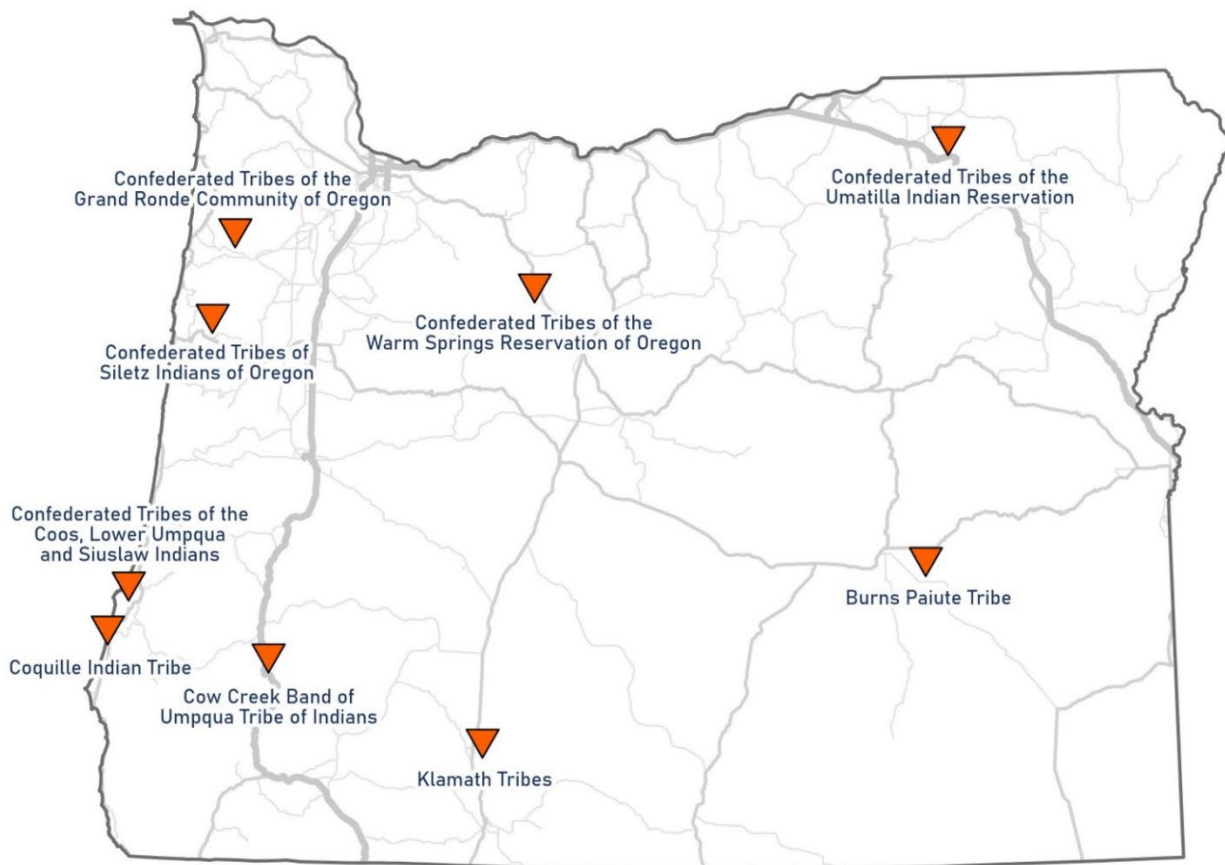 Confederated Tribes of the
Grand Ronde Community of Oregon
Confederated Tribes of the
Umatilla Indian Reservation
Confederated Tribes of the
Warm Springs Reservation of Oregon
Confederated Tribes of
Siletz Indians of Oregon
Confederated Tribes of the
Coos, Lower Umpqua
and Siuslaw Indians
Burns Paiute Tribe
Coquille Indian Tribe
Cow Creek Band of
Umpqua Tribe of Indians
Klamath Tribes